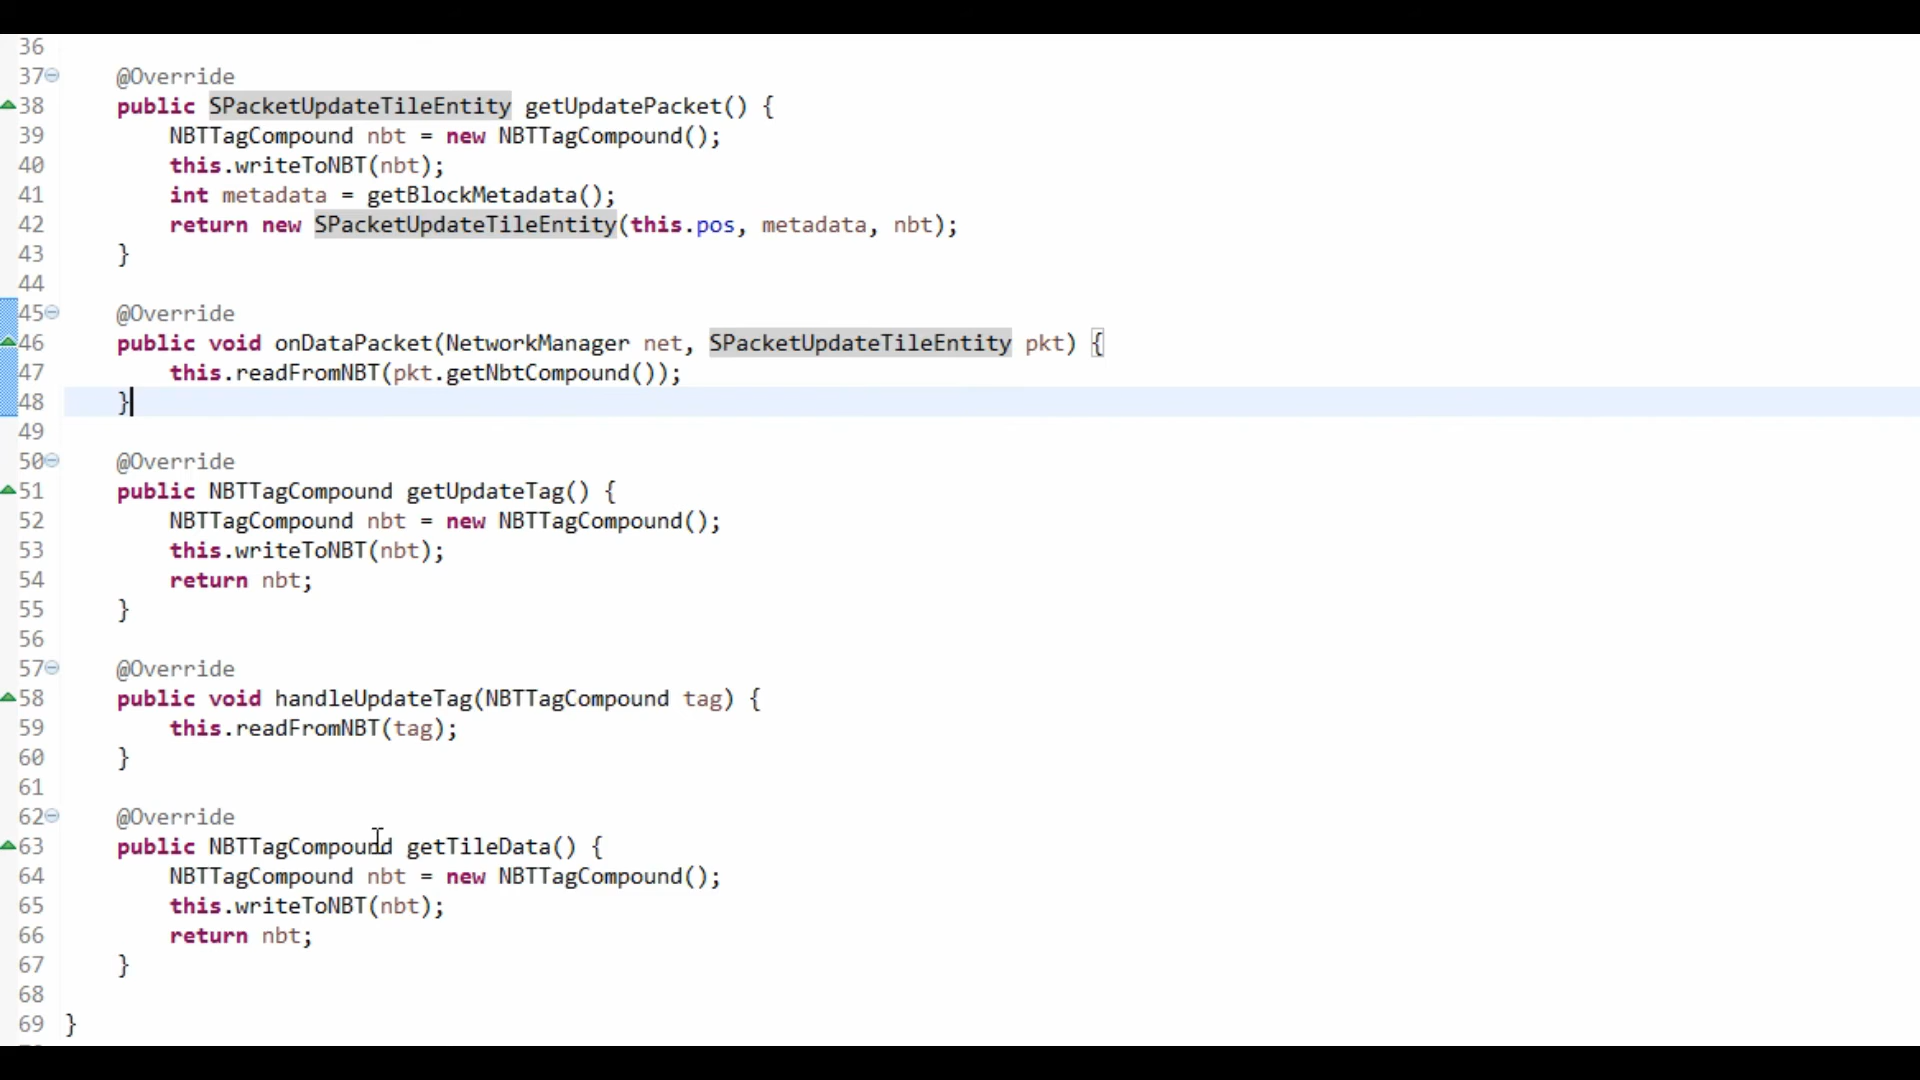 36
37 @Override
38 public SPacketUpdateTileEntity getUpdatePacket() {
39 NBTTagCompound nbt = new NBTTagCompound();
40 this.writeToNBT(nbt);
41 int metadata = getBlockMetadata();
42 return new SPacketUpdateTileEntity(this.pos, metadata, nbt);
43 }
44
45 @Override
46 public void onDataPacket(NetworkManager net, SPacketUpdateTileEntity pkt) {
47 this.readFromNBT(pkt.getNbtCompound());
48 }
49
50 @Override
51 public NBTTagCompound getUpdateTag() {
52 NBTTagCompound nbt = new NBTTagCompound();
53 this.writeToNBT(nbt);
54 return nbt;
55 }
56
57 @Override
58 public void handleUpdateTag(NBTTagCompound tag) {
59 this.readFromNBT(tag);
60 }
61
62 @Override
63 public NBTTagCompound getTileData() {
64 NBTTagCompound nbt = new NBTTagCompound();
65 this.writeToNBT(nbt);
66 return nbt;
67 }
68
69 }